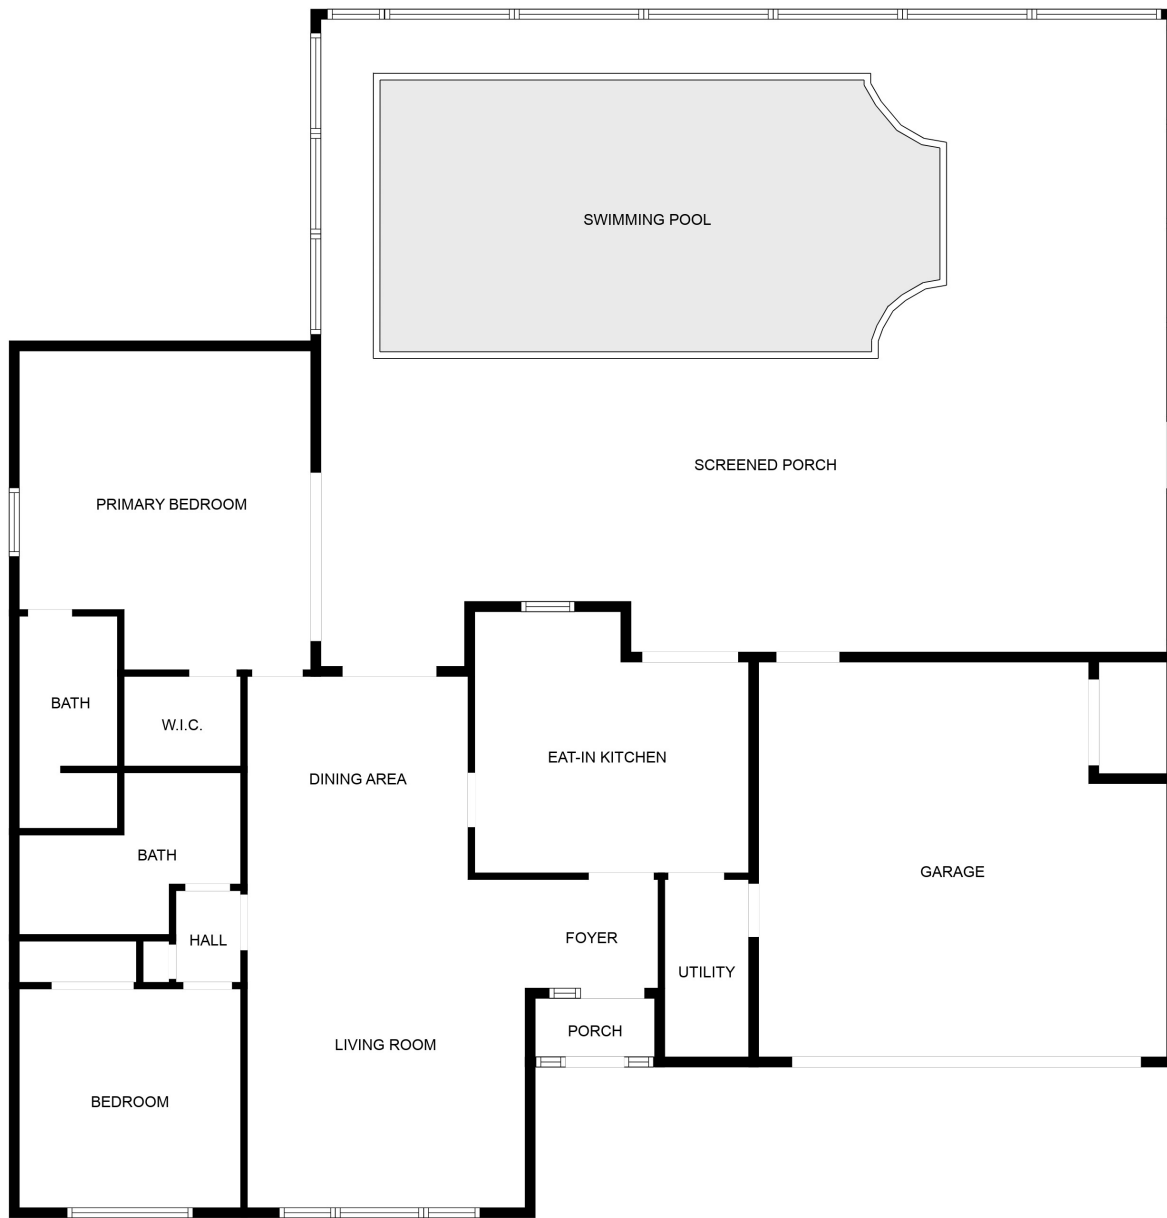 SWIMMING POOL
SCREENED PORCH
PRIMARY BEDROOM
BATH
W.I.C.
EAT-IN KITCHEN
DINING AREA
BATH
GARAGE
FOYER
HALL
UTILITY
PORCH
LIVING ROOM
BEDROOM